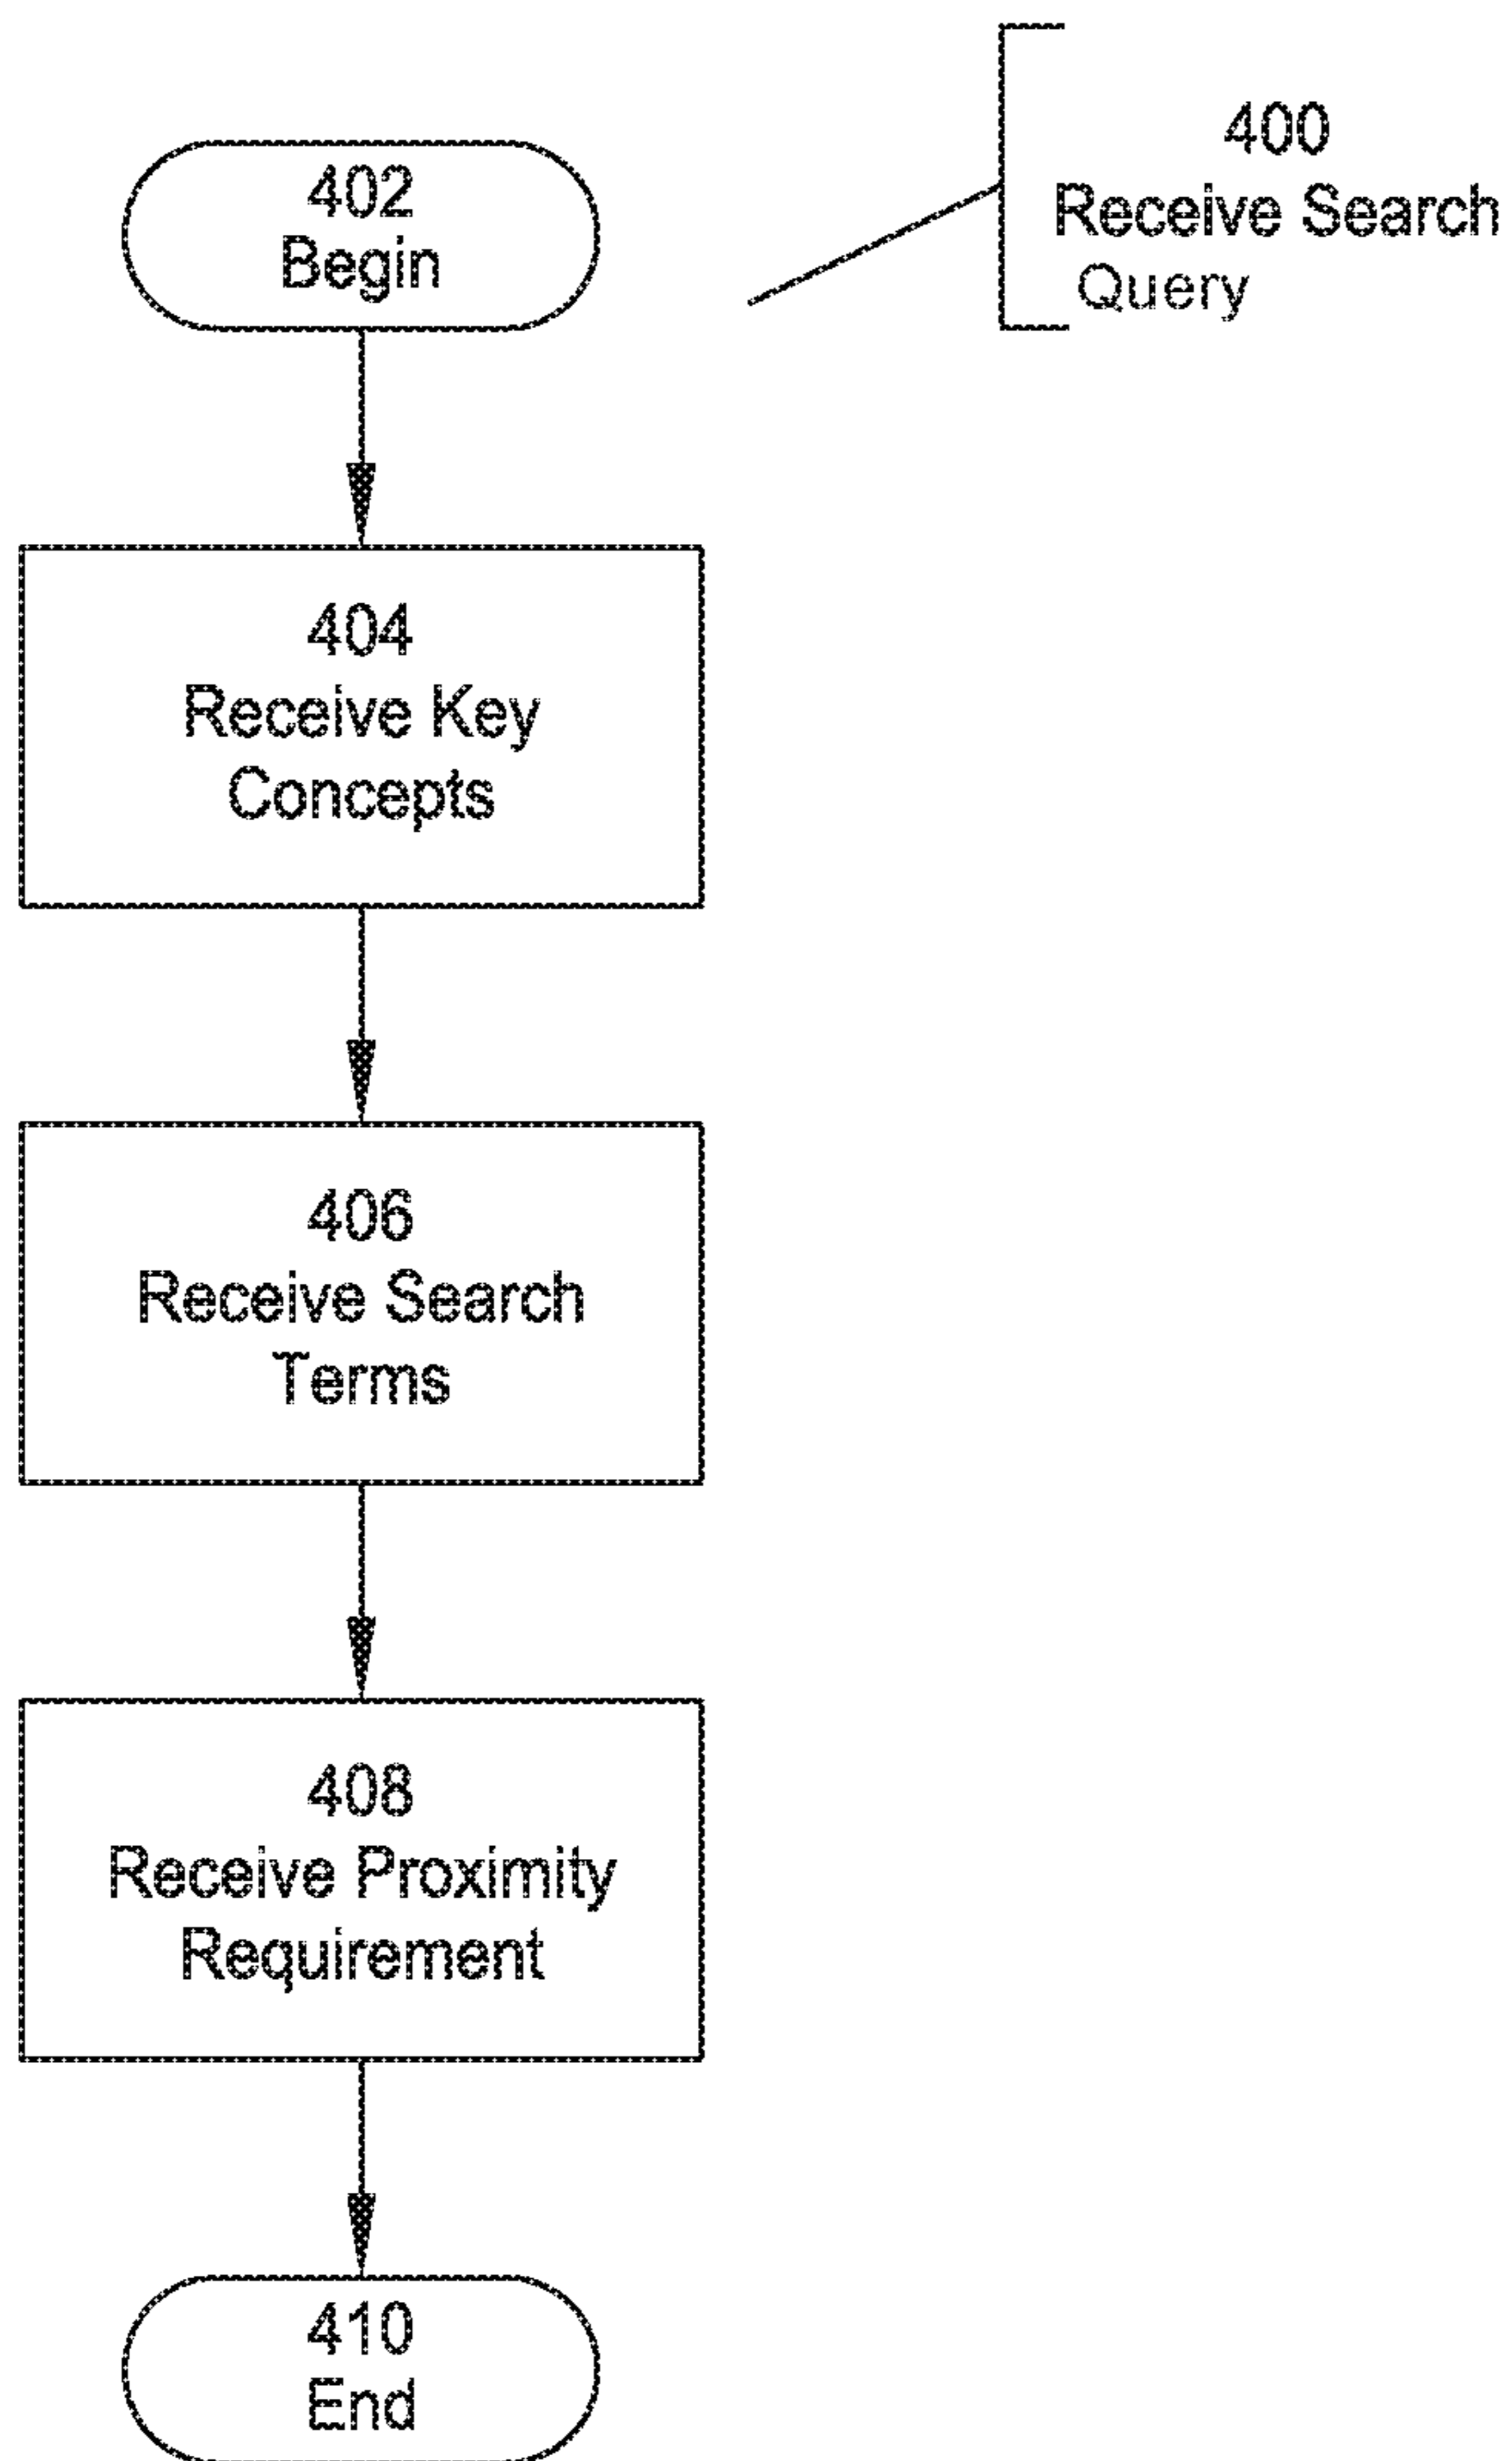 400
Receive Search
Query
402
Begin
404
Receive Key
Concepts
406
Receive Search
Terms
408
Receive Proximity
Requirement
410
End